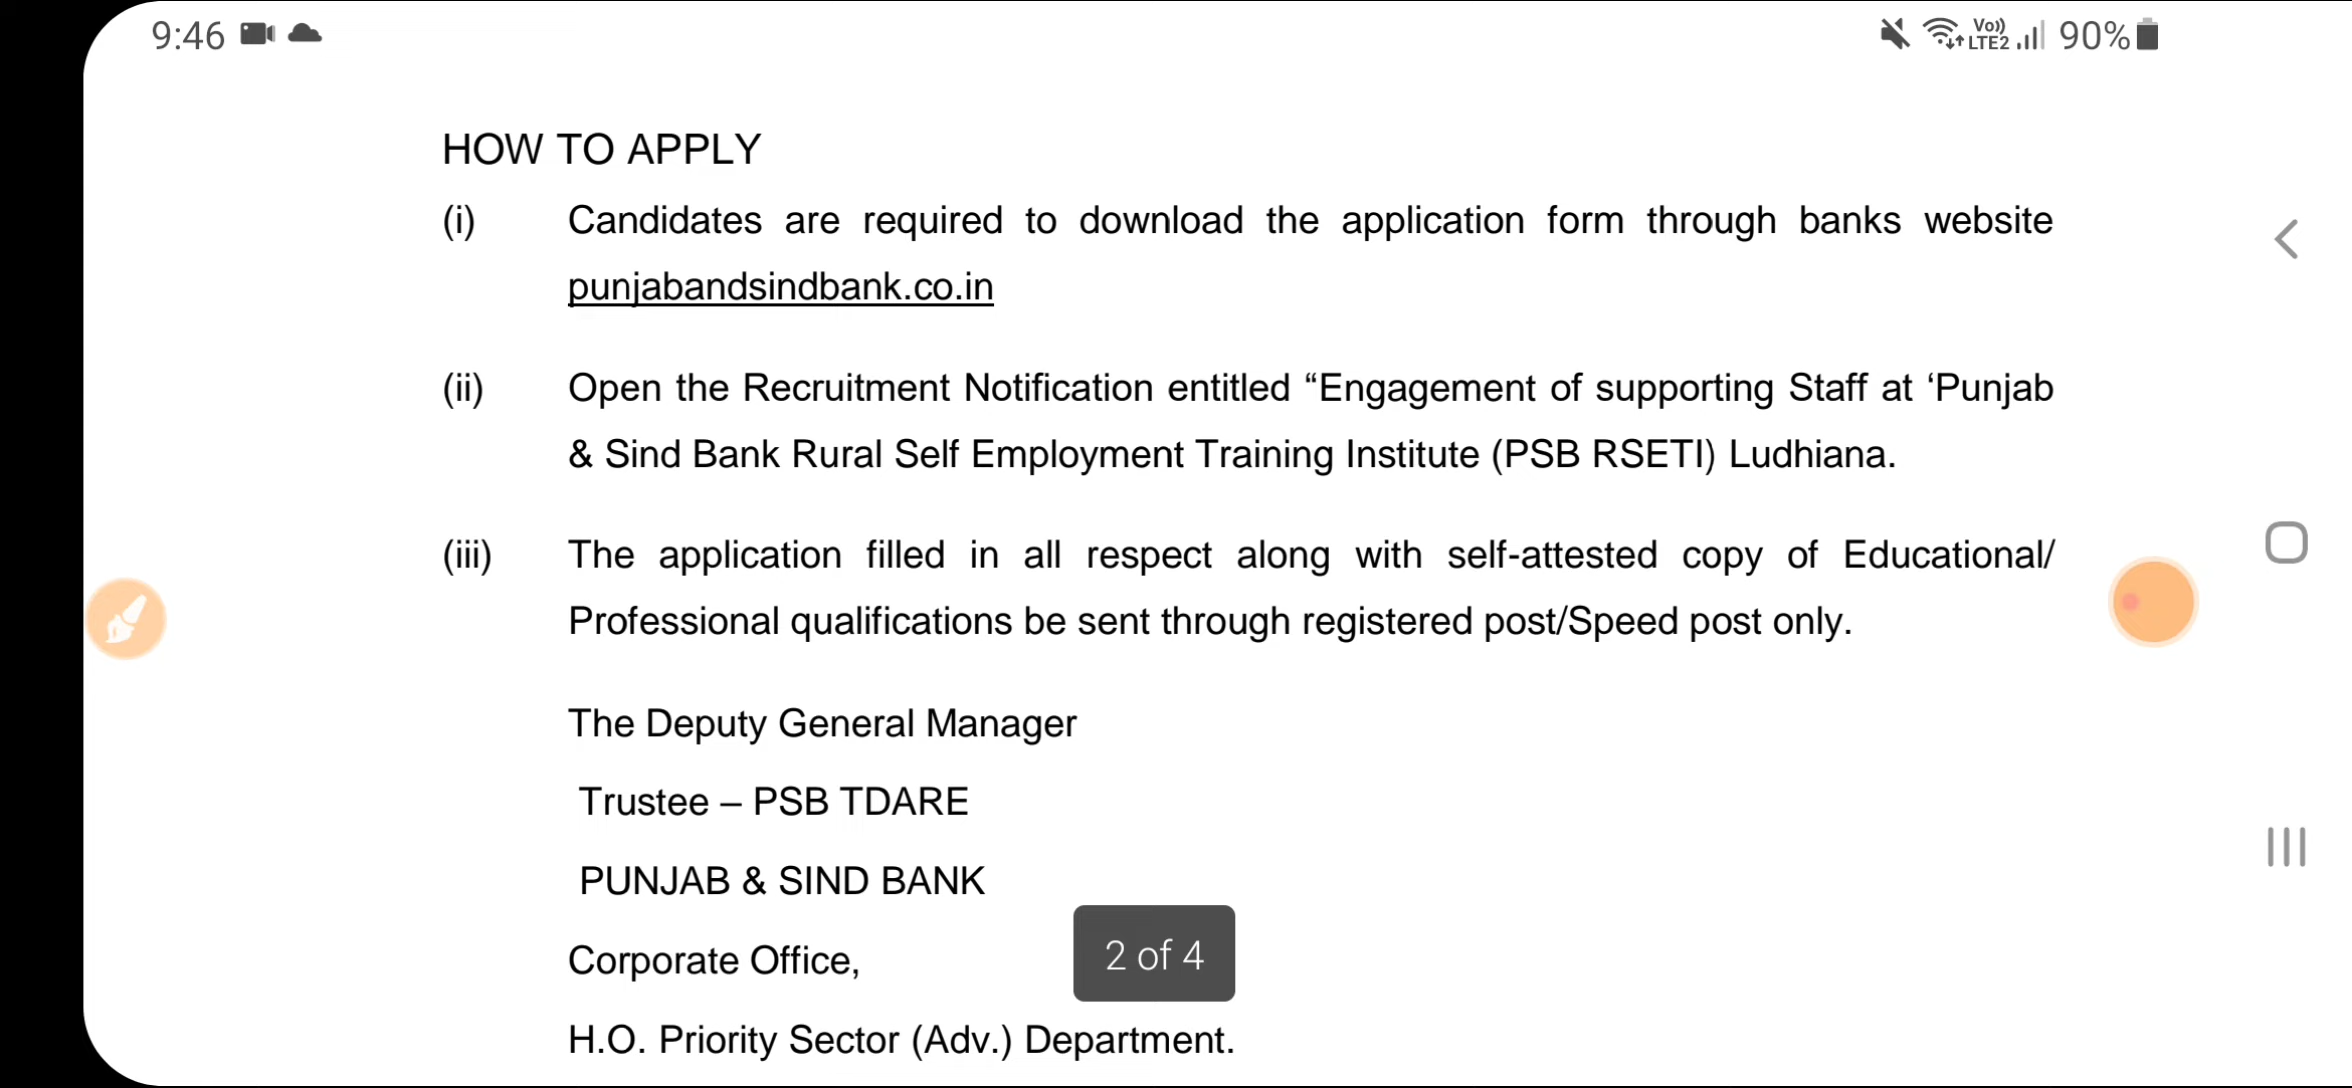 9:46 Vo)) LTE2 90%
HOW TO APPLY
(i) Candidates are required to download the application form through banks website
punjabandsindbank.co.in
(ii) Open the Recruitment Notification entitled “Engagement of supporting Staff at ‘Punjab
& Sind Bank Rural Self Employment Training Institute (PSB RSETI) Ludhiana.
(iii) The application filled in all respect along with self-attested copy of Educational/
Professional qualifications be sent through registered post/Speed post only.
The Deputy General Manager
Trustee – PSB TDARE
PUNJAB & SIND BANK
Corporate Office,
2 of 4
H.O. Priority Sector (Adv.) Department.